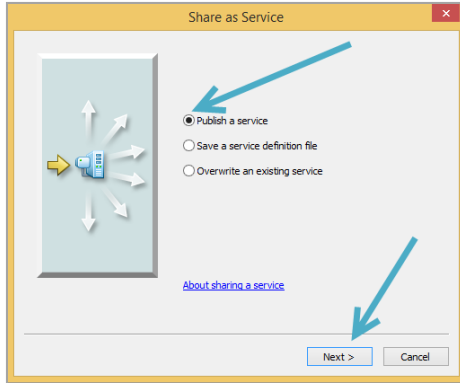 Share as Service
Publish a service
Save a service definition file
Overwrite an existing service
About sharing a service
Next >
Cancel